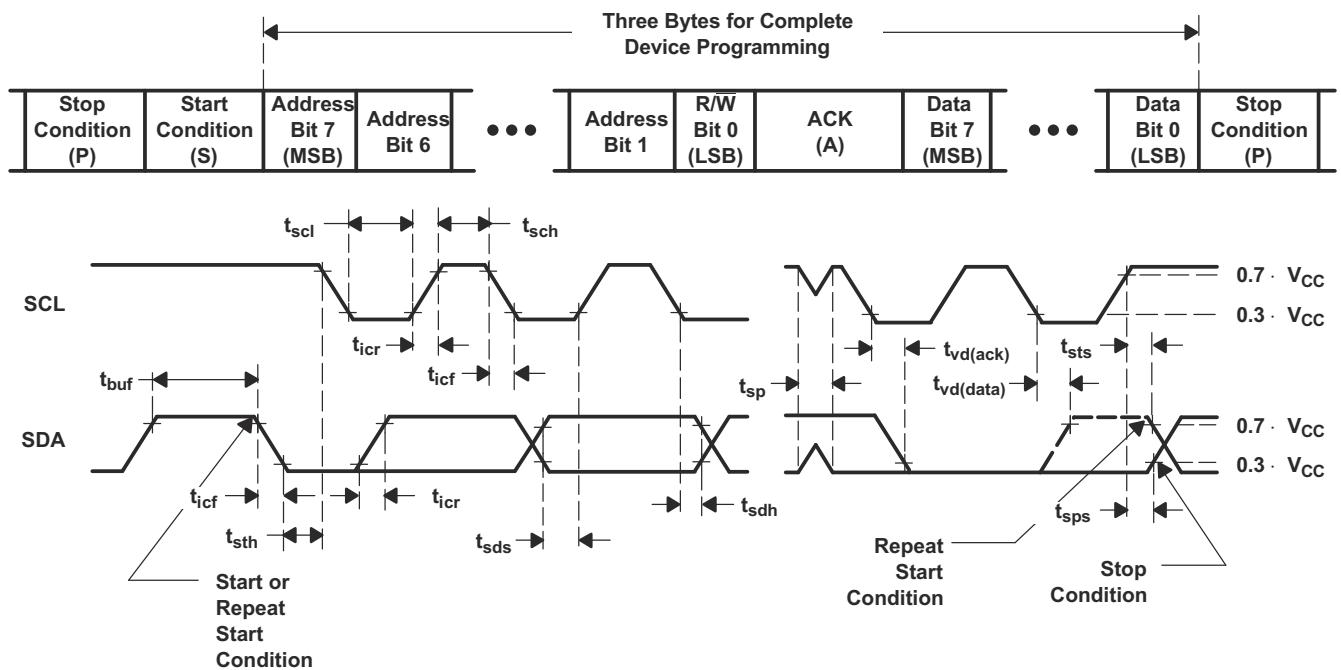 Three Bytes for Complete
Device Programming
Stop
Condition
(P)
Start
Condition
(S)
Address
Bit 7
(MSB)
Address
Bit 6
•••
Address
Bit 1
R/W̅
Bit 0
(LSB)
ACK
(A)
Data
Bit 7
(MSB)
•••
Data
Bit 0
(LSB)
Stop
Condition
(P)
tscl
tsch
SCL
0.7 · VCC
0.3 · VCC
ticr
ticf
tbuf
tsp
tvd(ack)
tvd(data)
tsts
SDA
0.7 · VCC
0.3 · VCC
ticf
ticr
tsth
tsds
tsdh
tsps
Start or
Repeat
Start
Condition
Repeat
Start
Condition
Stop
Condition